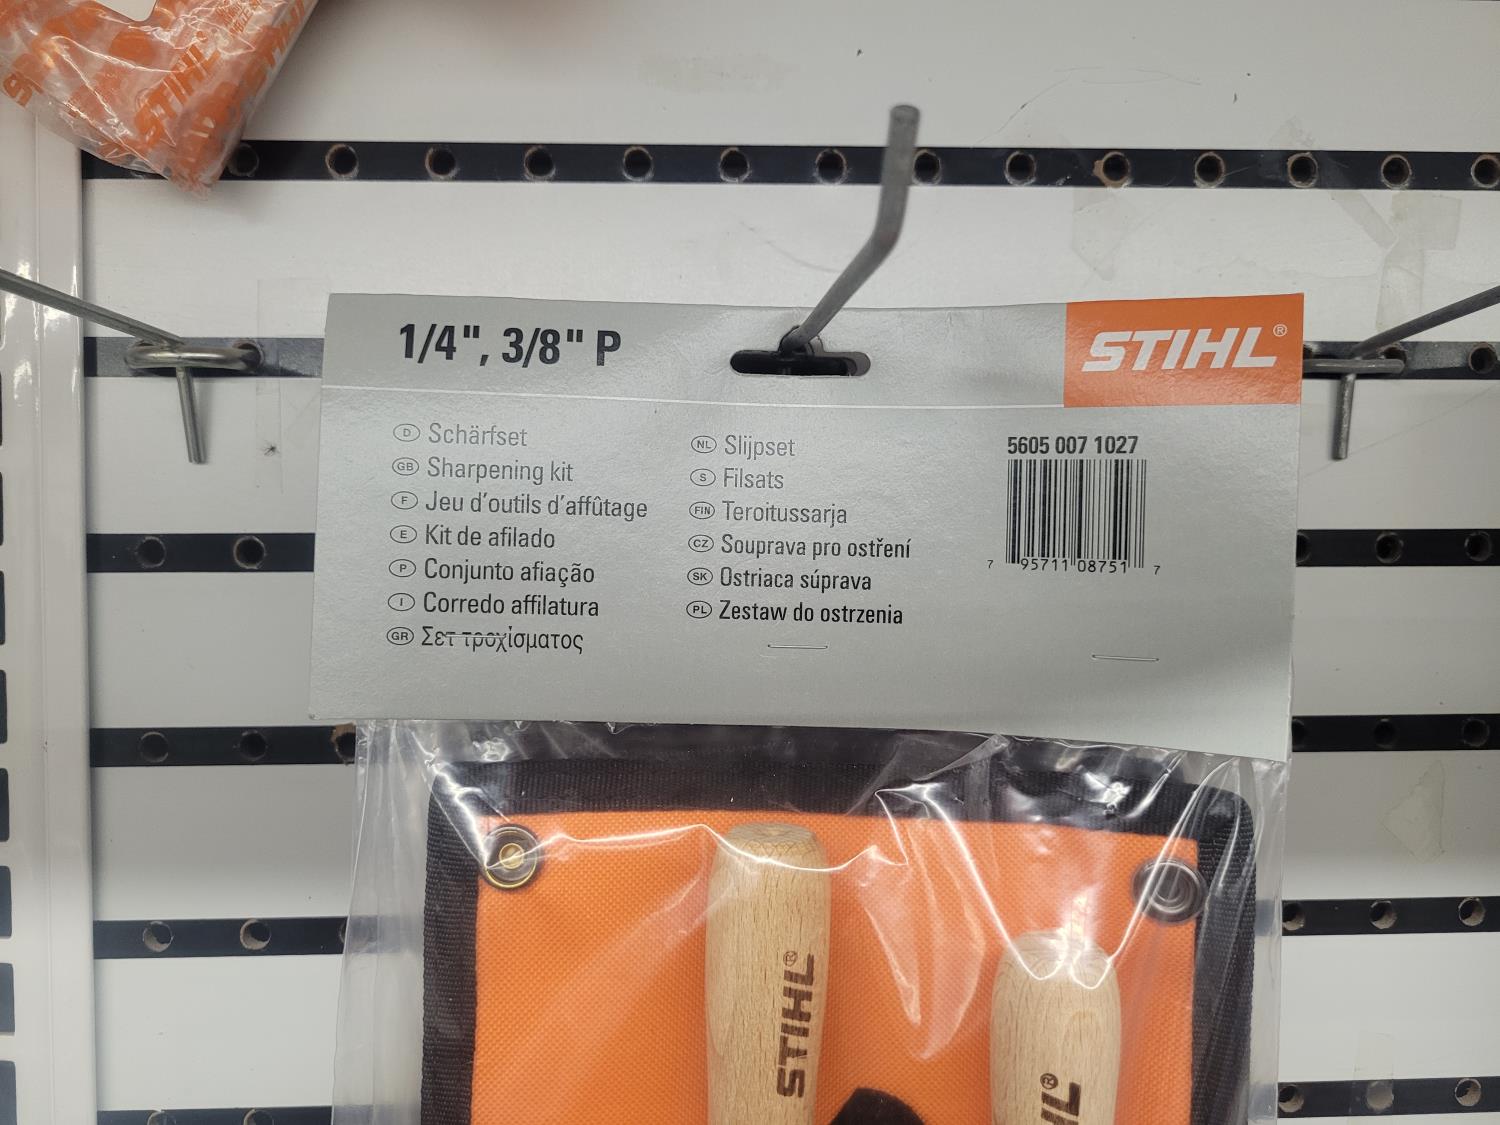 STIHL
1/4", 3/8" P
STIHL®
D Schärfset
GB Sharpening kit
F Jeu d'outils d'affûtage
E Kit de afilado
P Conjunto afiação
I Corredo affilatura
GR Σετ τροχίσματος
NL Slijpset
S Filsats
FIN Teroitussarja
CZ Souprava pro ostření
SK Ostriaca súprava
PL Zestaw do ostrzenia
5605 007 1027
7 95711 08751 7
STIHL®
HL®